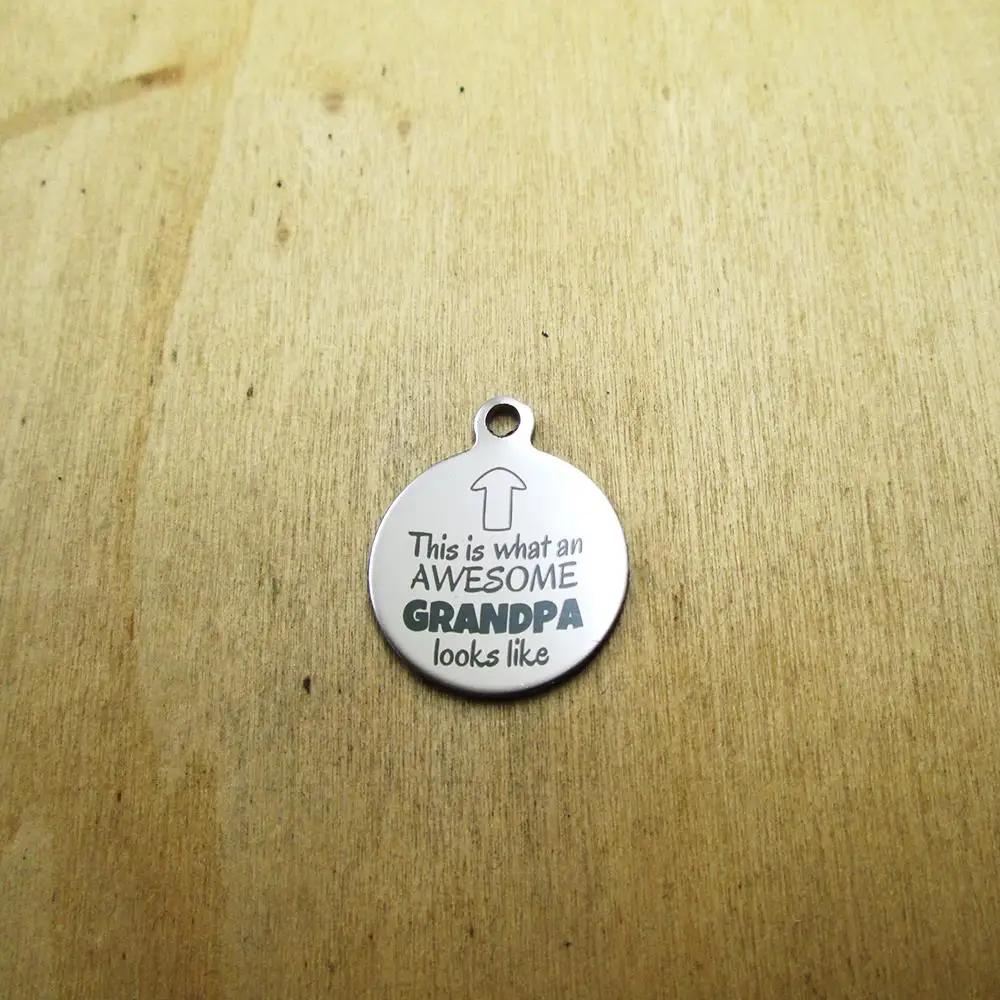 This is what an
AWESOME
GRANDPA
looks like